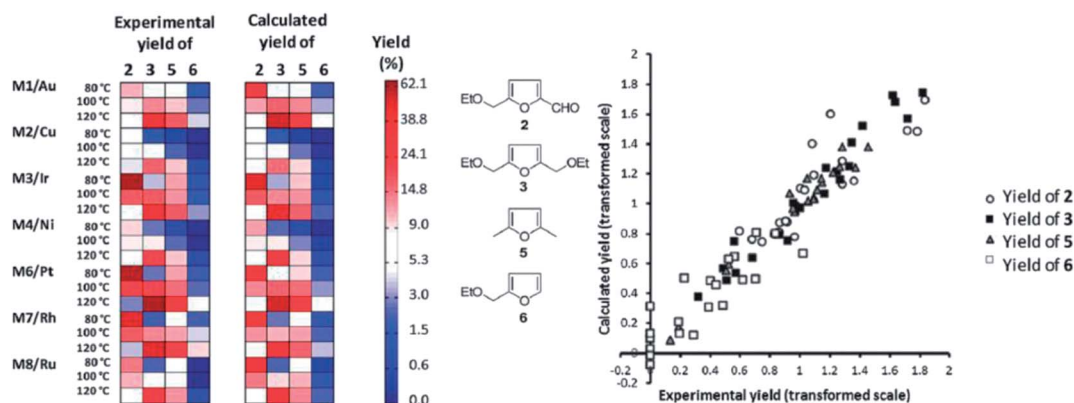 Experimental
yield of
2 3 5 6
Calculated
yield of
2 3 5 6
Yield
(%)
M1/Au 80 °C
100 °C
120 °C
M2/Cu 80 °C
100 °C
120 °C
M3/Ir 80 °C
100 °C
120 °C
M4/Ni 80 °C
100 °C
120 °C
M6/Pt 80 °C
100 °C
120 °C
M7/Rh 80 °C
100 °C
120 °C
M8/Ru 80 °C
100 °C
120 °C
62.1
48.7
24.1
14.8
9.0
5.3
3.0
1.5
0.6
0.0
EtO O CHO
2
EtO O OEt
3
O
5
EtO O
6
Calculated yield (transformed scale)
2
1.8
1.6
1.4
1.2
1
0.8
0.6
0.4
0.2
0
-0.2
-0.2 0 0.2 0.4 0.6 0.8 1 1.2 1.4 1.6 1.8 2
Experimental yield (transformed scale)
Yield of 2
Yield of 3
Yield of 5
Yield of 6